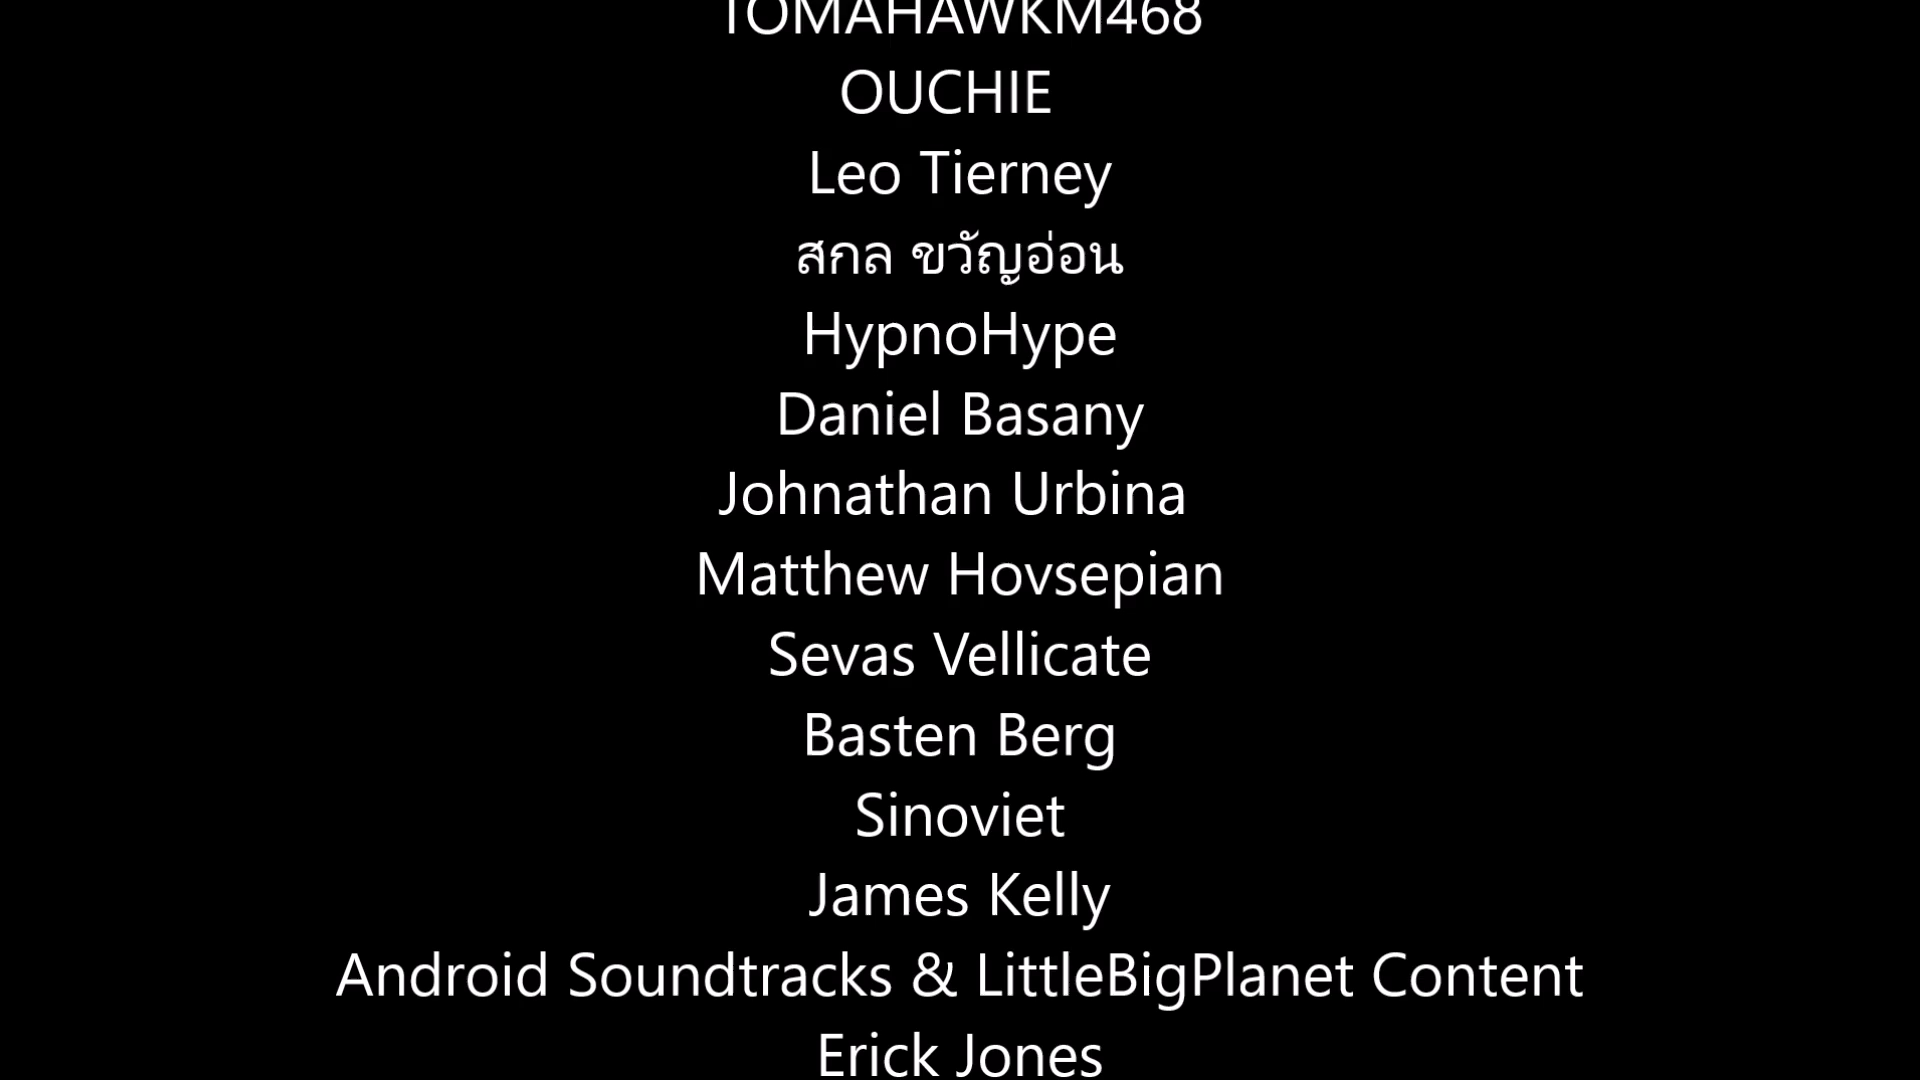 TOMAHAWKM468
OUCHIE
Leo Tierney
สกล ขวัญอ่อน
HypnoHype
Daniel Basany
Johnathan Urbina
Matthew Hovsepian
Sevas Vellicate
Basten Berg
Sinoviet
James Kelly
Android Soundtracks & LittleBigPlanet Content
Erick Jones